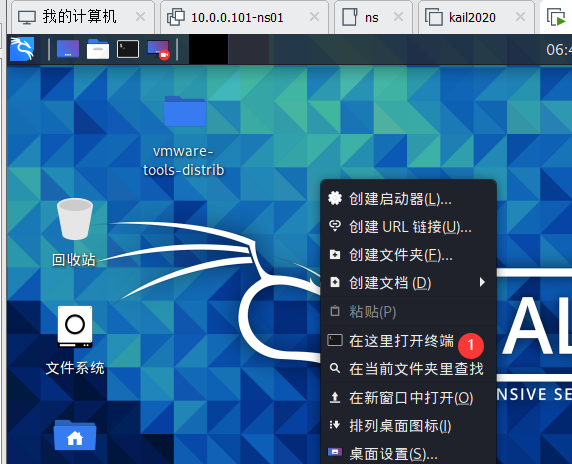 我的计算机
10.0.0.101-ns01
ns
kail2020
06:4
vmware-
tools-distrib
回收站
文件系统
创建启动器(L)...
创建 URL 链接(U)...
创建文件夹(F)...
创建文档 (D)
粘贴(P)
在这里打开终端
1
在当前文件夹里查找
在新窗口中打开(O)
排列桌面图标(I)
桌面设置(S)...
AL
NSIVE SE